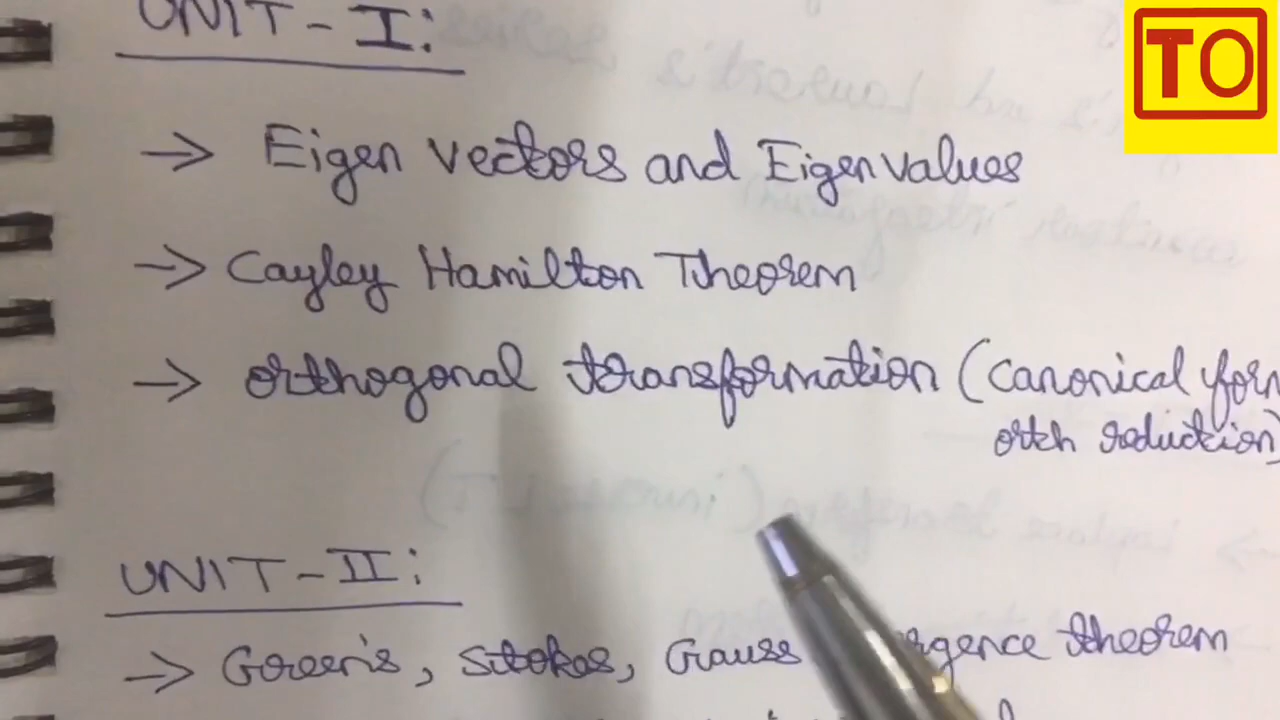 UNIT-I:
TO
→ Eigen vectors and Eigen values
→ Cayley Hamilton Theorem
→ Orthogonal transformation (Canonical
orth reduction)
UNIT-II:
→ Green's, Stokes, Gauss theorem